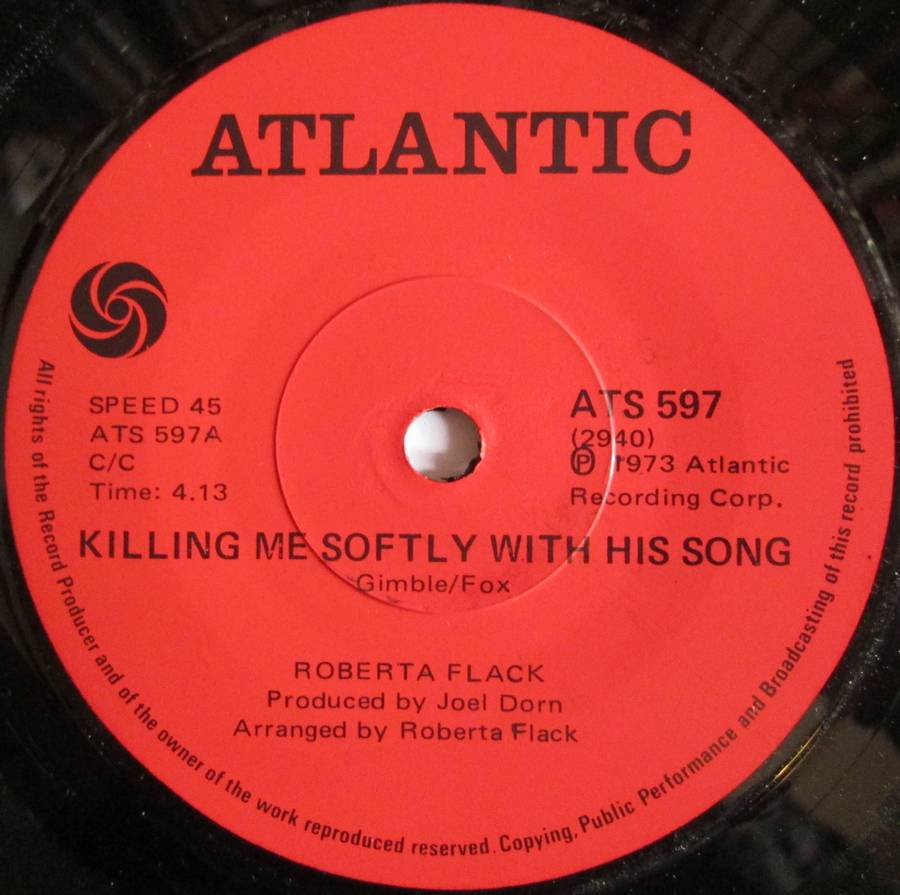 ATLANTIC
SPEED 45
ATS 597A
C/C
Time: 4.13
ATS 597
(2940)
Ⓟ 1973 Atlantic
Recording Corp.
KILLING ME SOFTLY WITH HIS SONG
Gimble/Fox
ROBERTA FLACK
Produced by Joel Dorn
Arranged by Roberta Flack
All rights of the Record Producer and of the owner of the work reproduced reserved. Copying, Public Performance and Broadcasting of this record prohibited